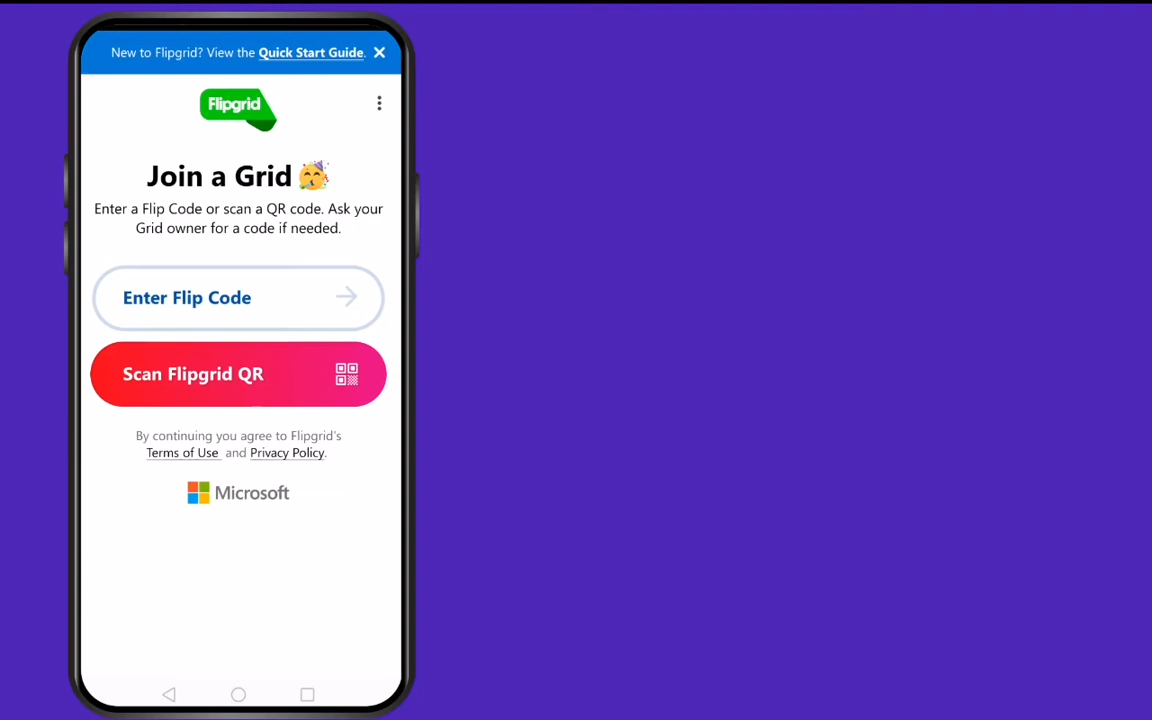 New to Flipgrid? View the Quick Start Guide.
Flipgrid
Join a Grid
Enter a Flip Code or scan a QR code. Ask your
Grid owner for a code if needed.
Enter Flip Code
Scan Flipgrid QR
By continuing you agree to Flipgrid's
Terms of Use and Privacy Policy.
Microsoft